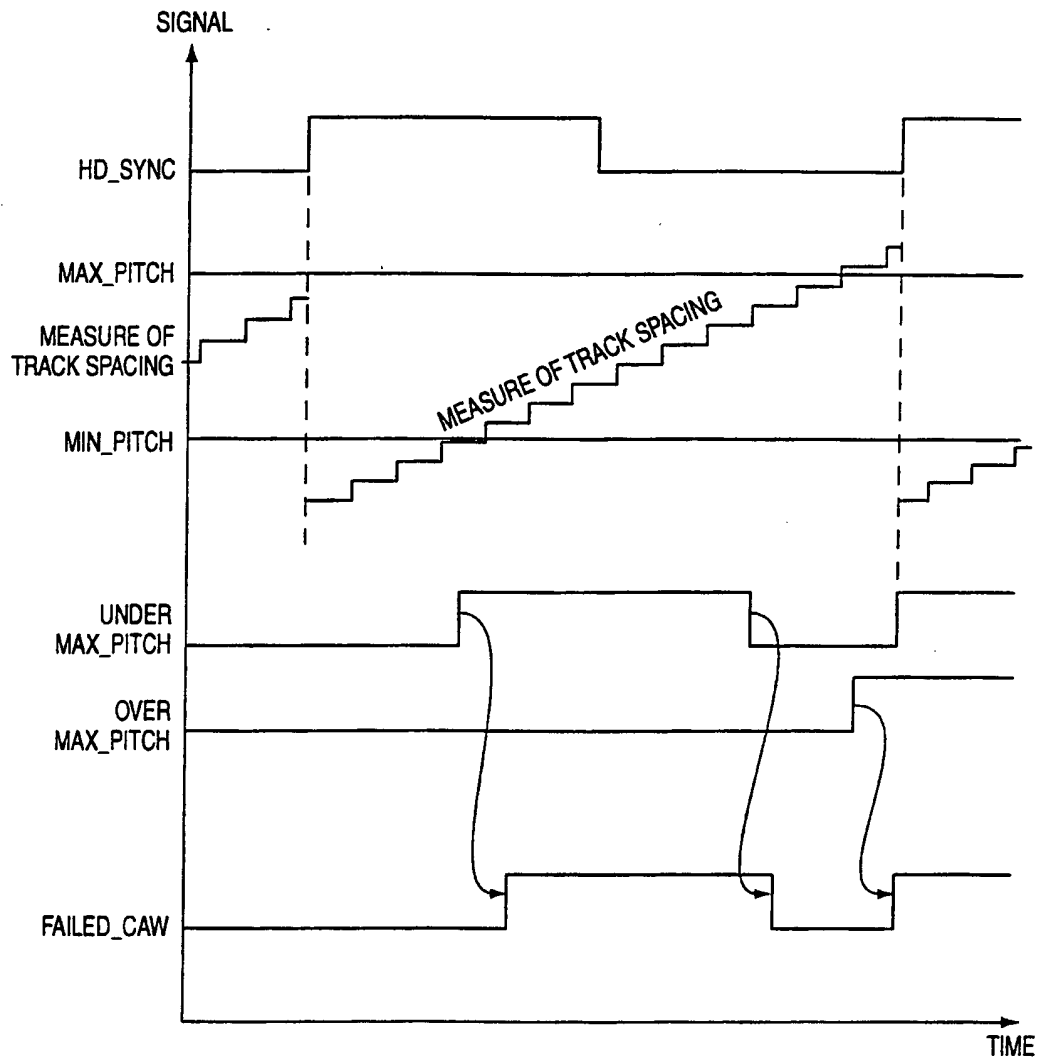 SIGNAL
HD_SYNC
MAX_PITCH
MEASURE OF
TRACK SPACING
MEASURE OF TRACK SPACING
MIN_PITCH
UNDER
MAX_PITCH
OVER
MAX_PITCH
FAILED_CAW
TIME